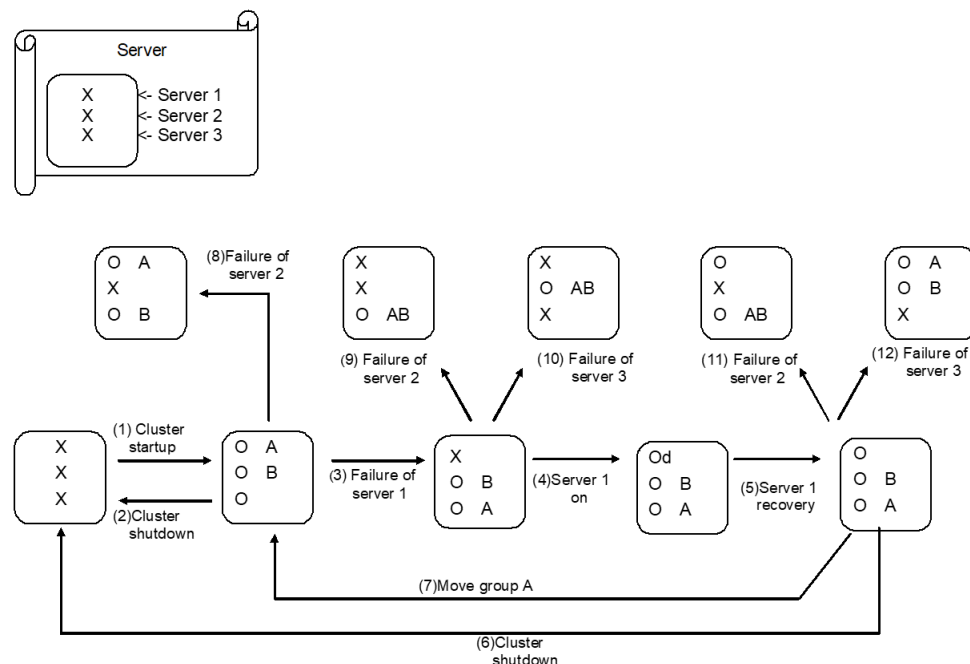 Server
X <- Server 1
X <- Server 2
X <- Server 3
O A
X
O B
(8)Failure of
server 2
X
X
O AB
X
O AB
X
O
X
O AB
O A
O B
X
(9) Failure of
server 2
(10) Failure of
server 3
(11) Failure of
server 2
(12) Failure of
server 3
X
X
X
(1) Cluster
startup
(2)Cluster
shutdown
O A
O B
O
(3) Failure of
server 1
X
O B
O A
(4)Server 1
on
Od
O B
O A
(5)Server 1
recovery
O
O B
O A
(7)Move group A
(6)Cluster
shutdown